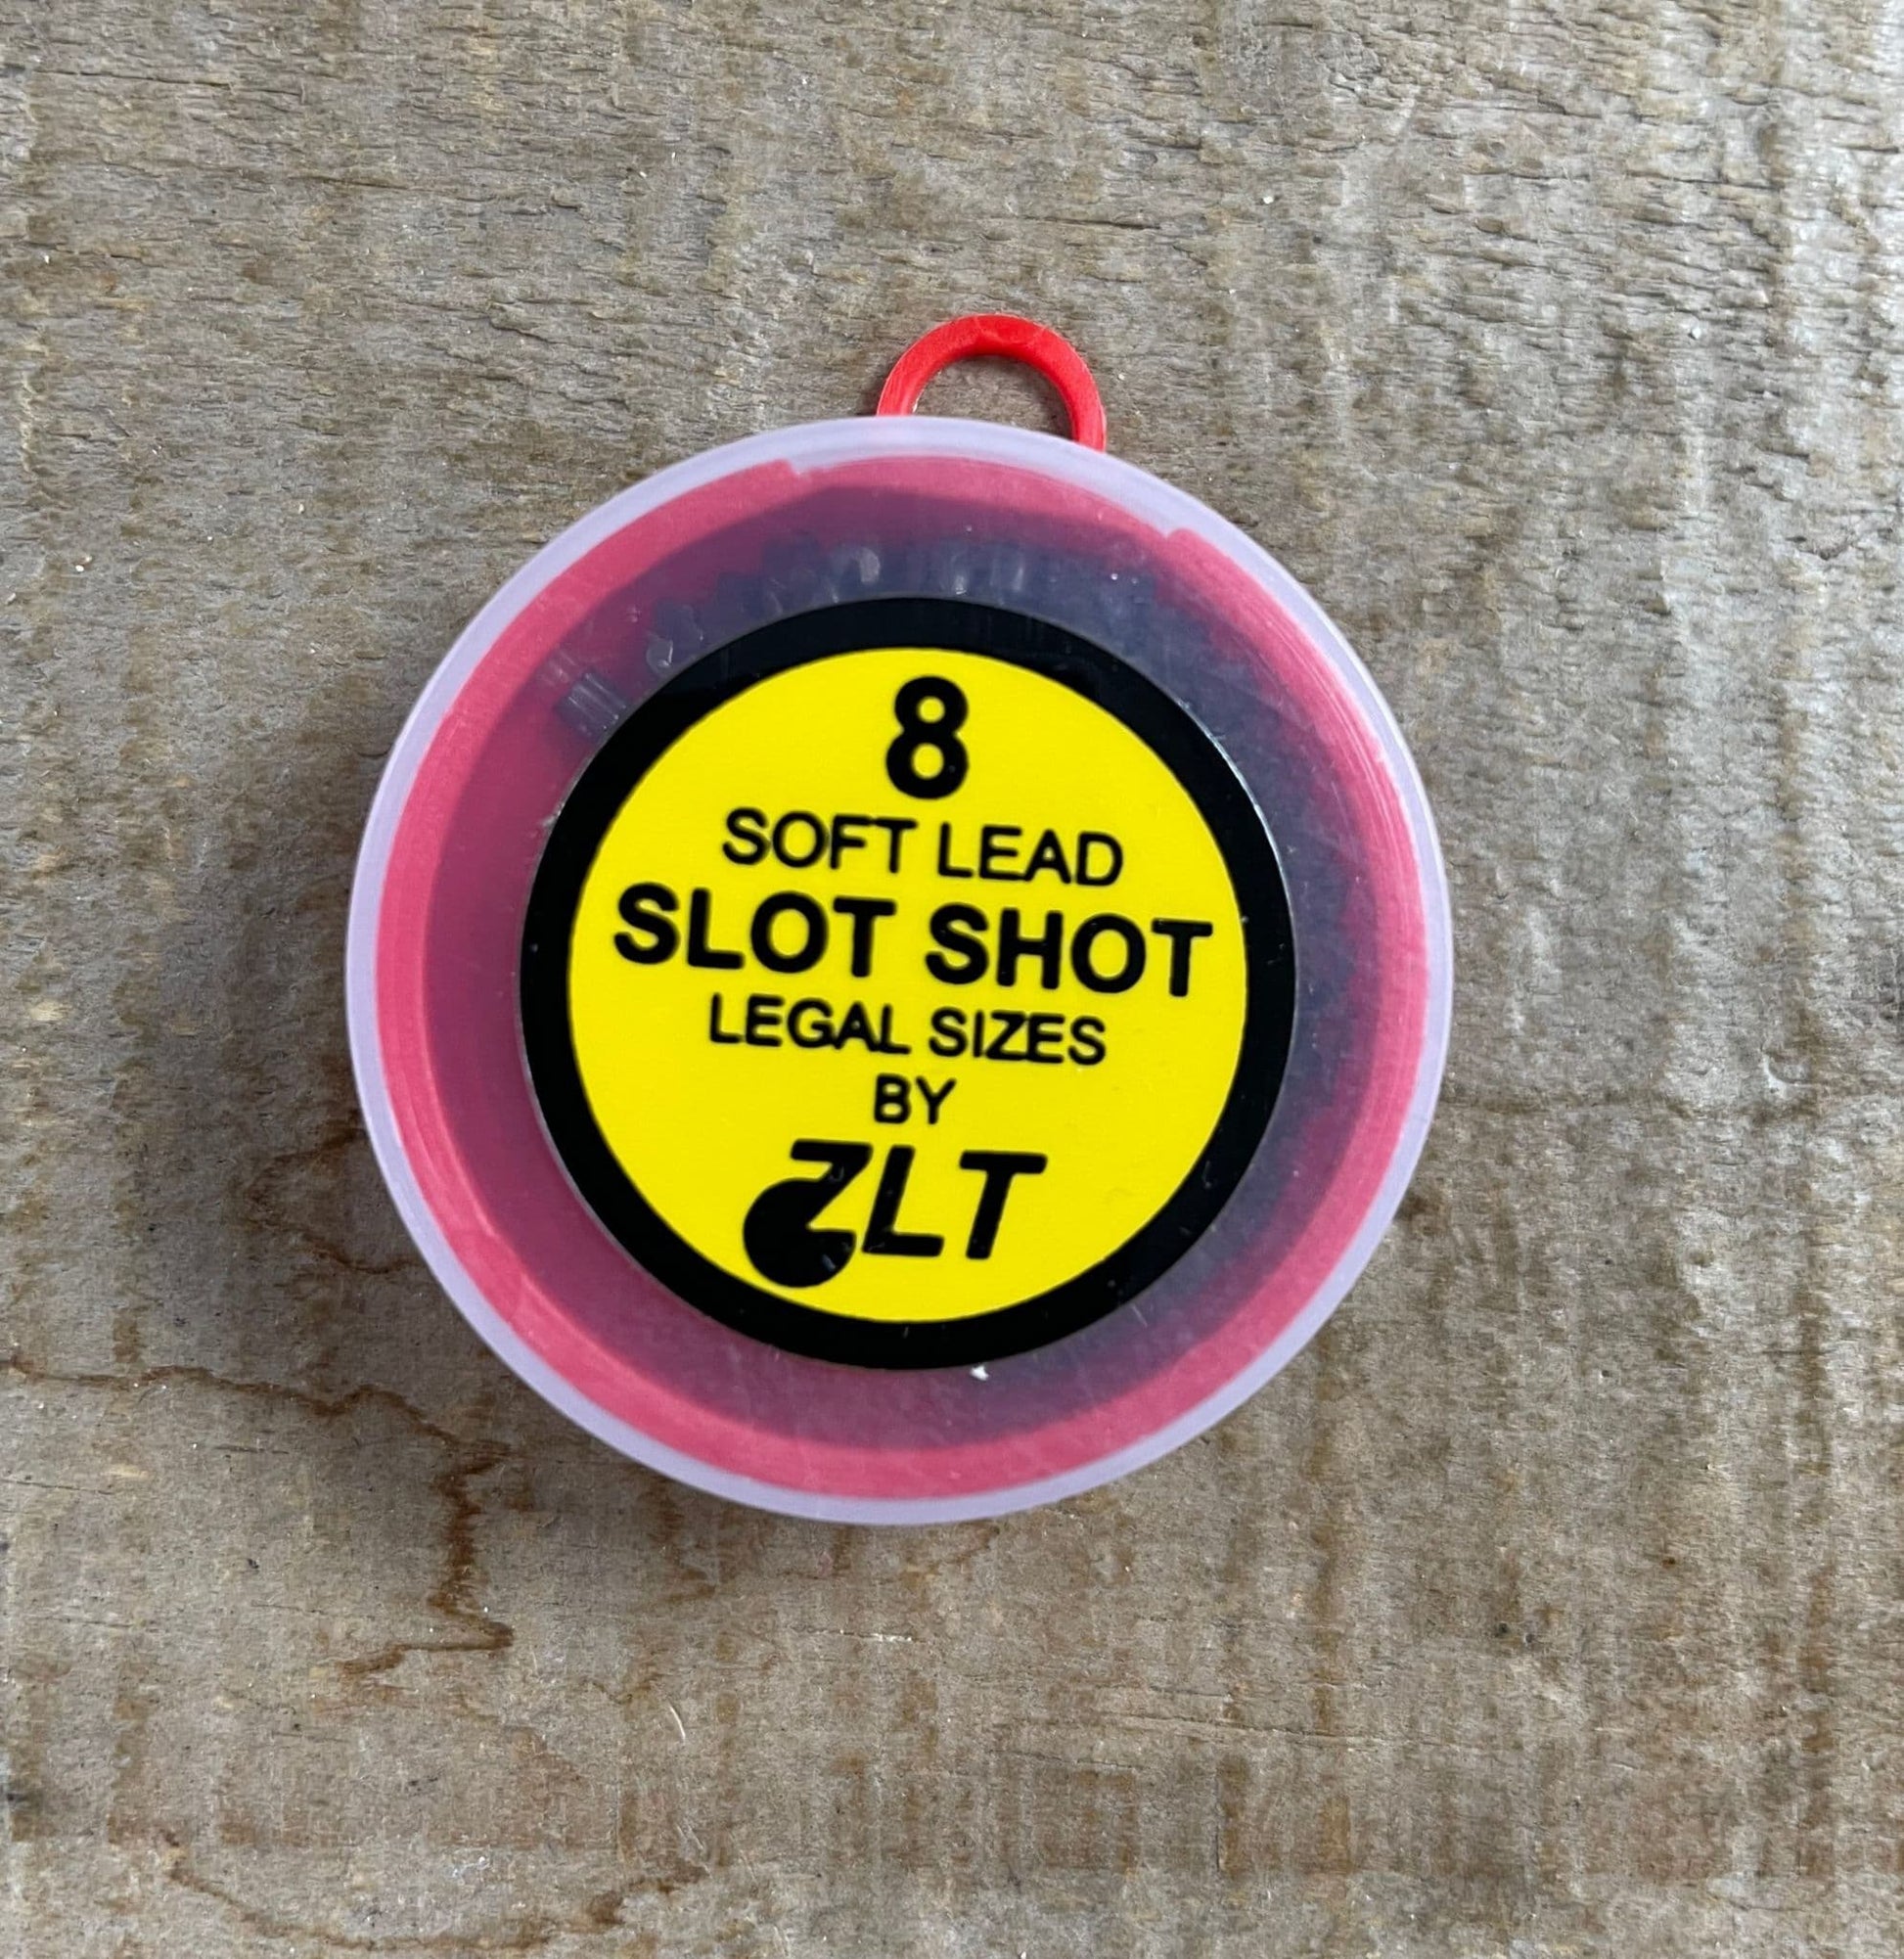 8
SOFT LEAD
SLOT SHOT
LEGAL SIZES
BY
ZLT